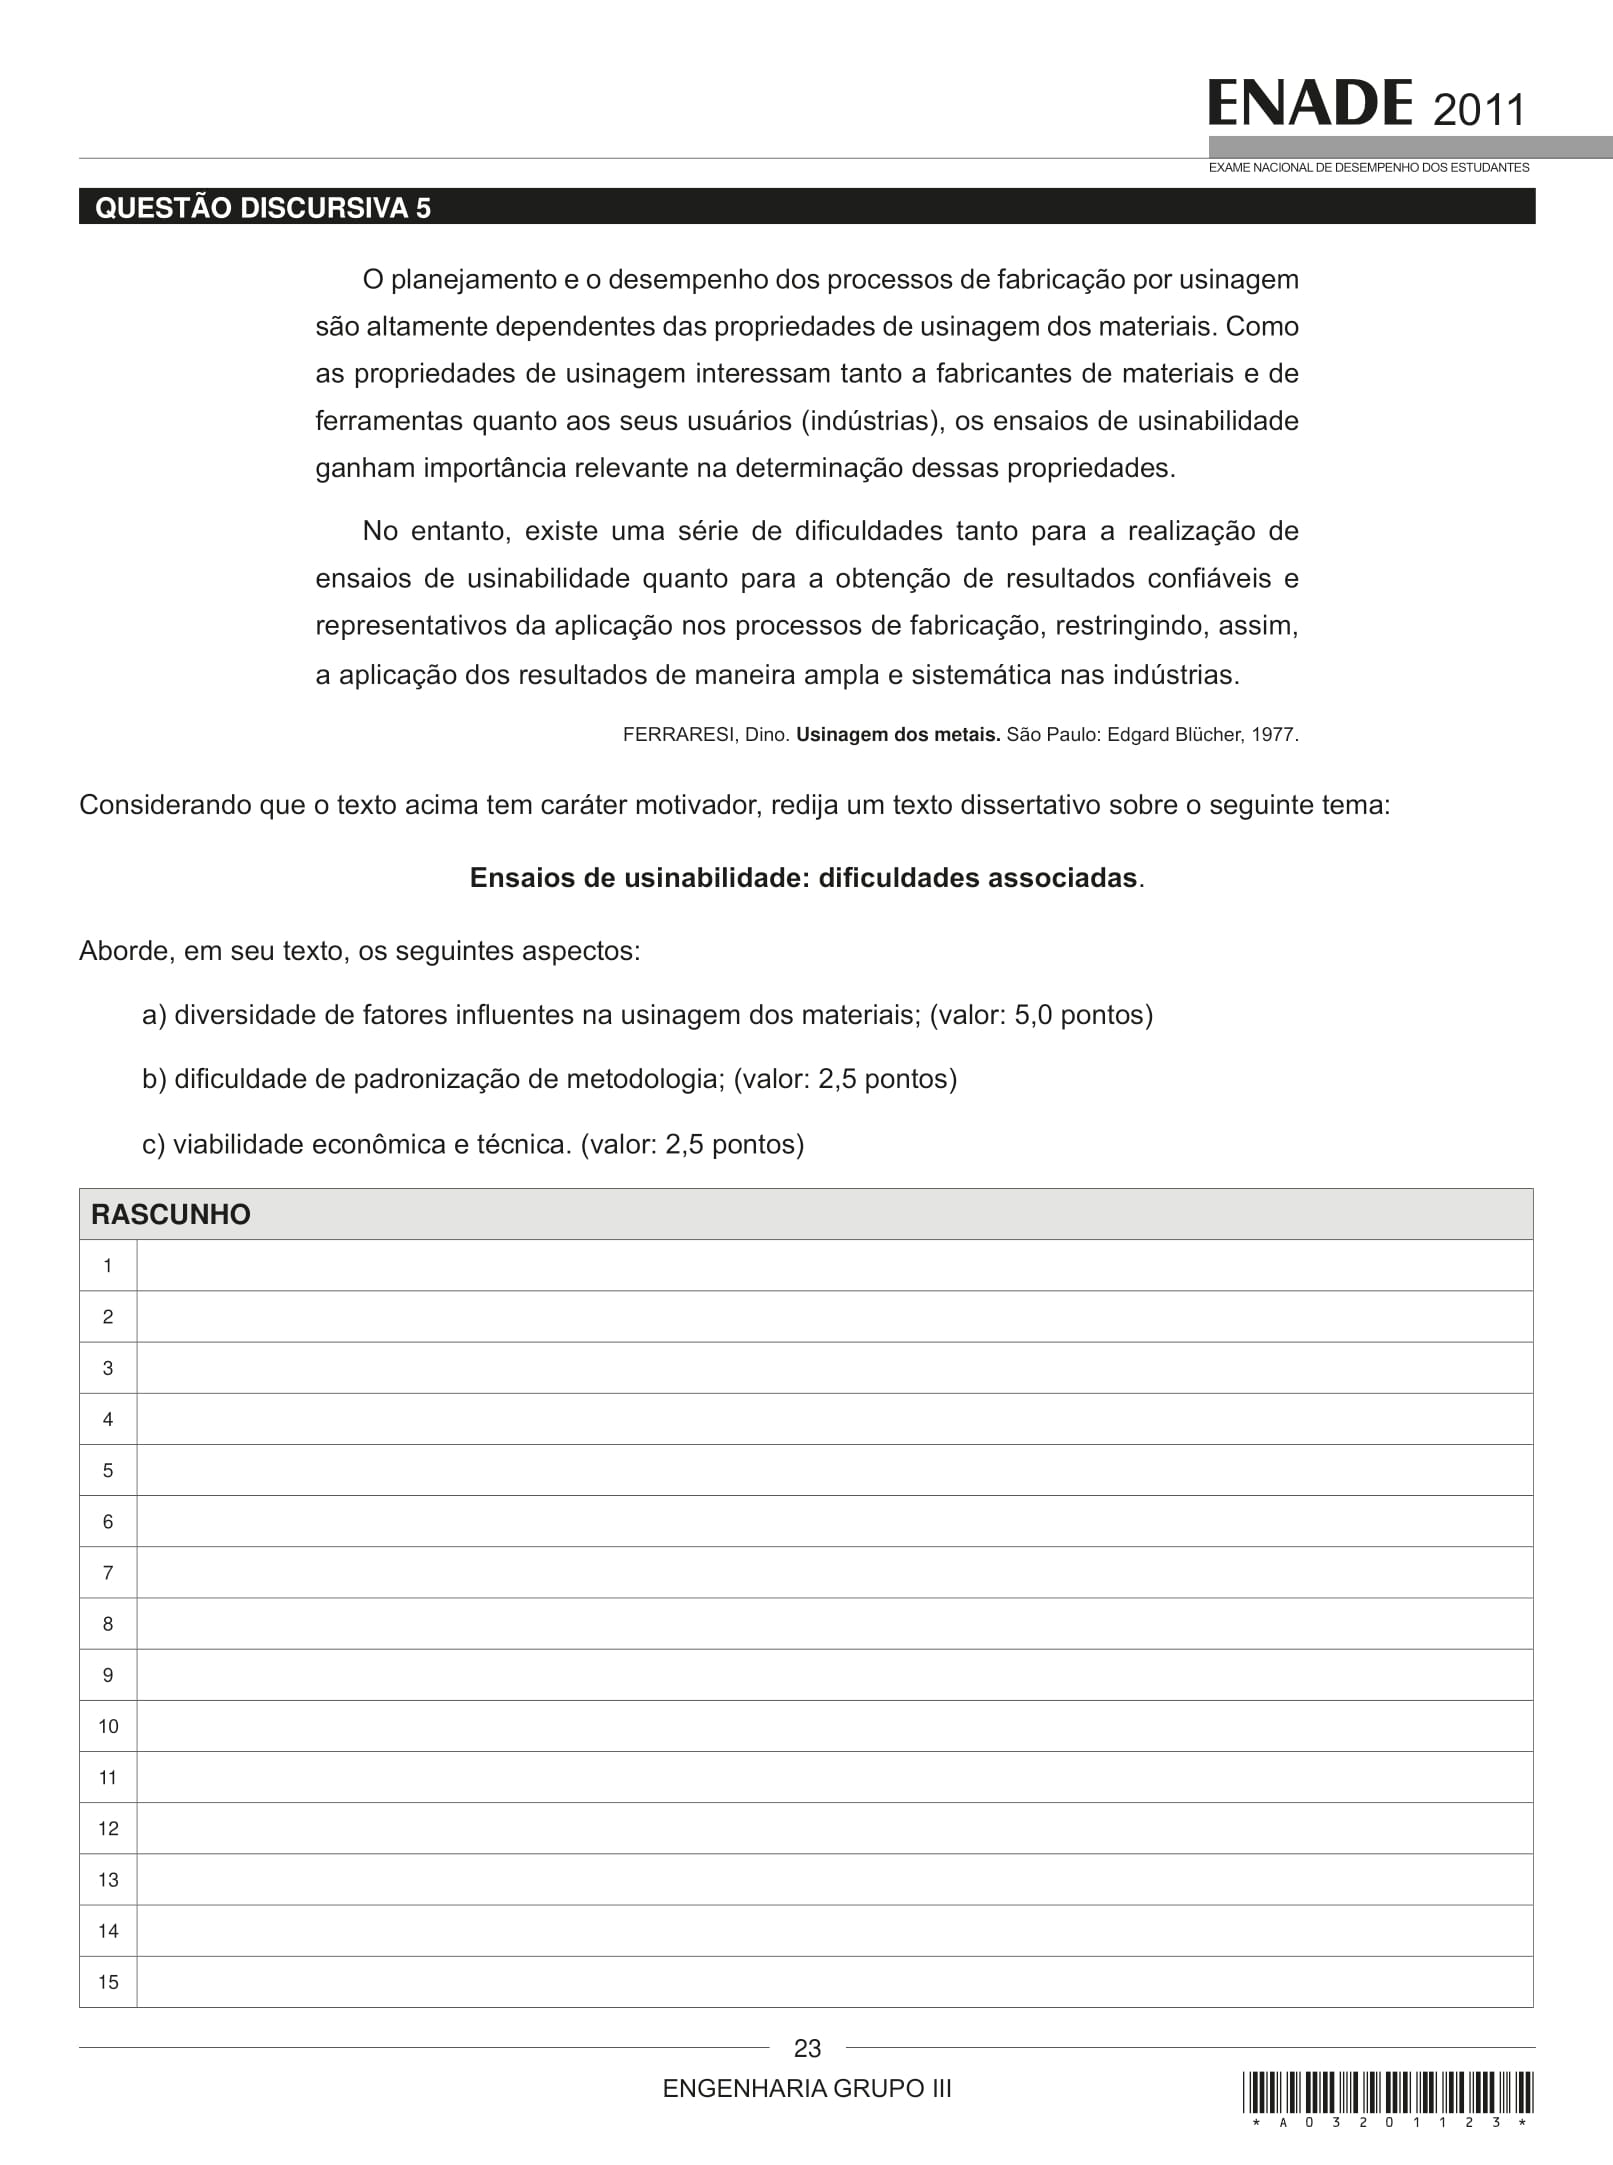 ENADE 2011
EXAME NACIONAL DE DESEMPENHO DOS ESTUDANTES
QUESTÃO DISCURSIVA 5
O planejamento e o desempenho dos processos de fabricação por usinagem
são altamente dependentes das propriedades de usinagem dos materiais. Como
as propriedades de usinagem interessam tanto a fabricantes de materiais e de
ferramentas quanto aos seus usuários (indústrias), os ensaios de usinabilidade
ganham importância relevante na determinação dessas propriedades.
No entanto, existe uma série de dificuldades tanto para a realização de
ensaios de usinabilidade quanto para a obtenção de resultados confiáveis e
representativos da aplicação nos processos de fabricação, restringindo, assim,
a aplicação dos resultados de maneira ampla e sistemática nas indústrias.
FERRARESI, Dino. Usinagem dos metais. São Paulo: Edgard Blücher, 1977.
Considerando que o texto acima tem caráter motivador, redija um texto dissertativo sobre o seguinte tema:
Ensaios de usinabilidade: dificuldades associadas.
Aborde, em seu texto, os seguintes aspectos:
a) diversidade de fatores influentes na usinagem dos materiais; (valor: 5,0 pontos)
b) dificuldade de padronização de metodologia; (valor: 2,5 pontos)
c) viabilidade econômica e técnica. (valor: 2,5 pontos)
RASCUNHO
1
2
3
4
5
6
7
8
9
10
11
12
13
14
15
23
ENGENHARIA GRUPO III
* A 0 3 2 0 1 1 2 3 *